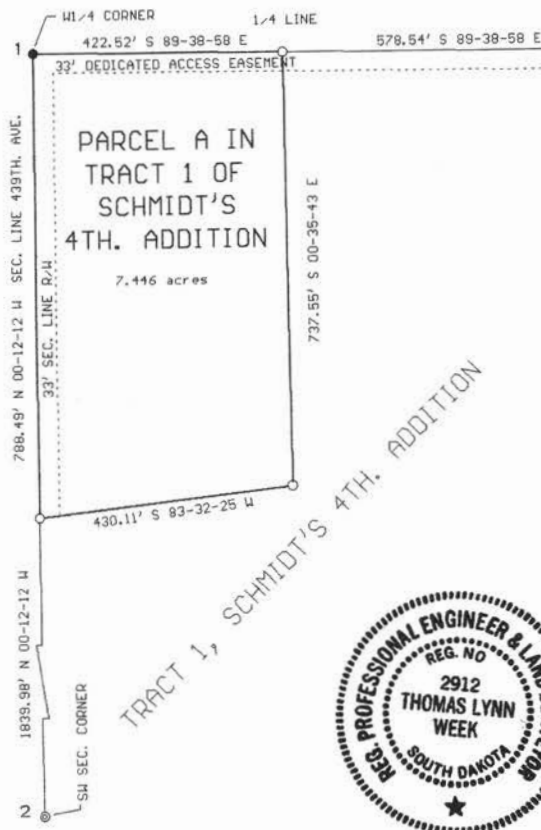 W1/4 CORNER
1/4 LINE
1
422.52' S 89-38-58 E
578.54' S 89-38-58 E
33' DEDICATED ACCESS EASEMENT
PARCEL A IN
TRACT 1 OF
SCHMIDT'S
4TH. ADDITION
7.446 acres
788.49' N 00-12-12 W SEC. LINE 439TH. AVE.
33' SEC. LINE R/W
737.55' S 00-35-43 E
430.11' S 83-32-25 W
TRACT 1, SCHMIDT'S 4TH. ADDITION
1839.98' N 00-12-12 W
SW SEC. CORNER
2
REG. PROFESSIONAL ENGINEER & LAND
REG. NO
2912
THOMAS LYNN
WEEK
SOUTH DAKOTA